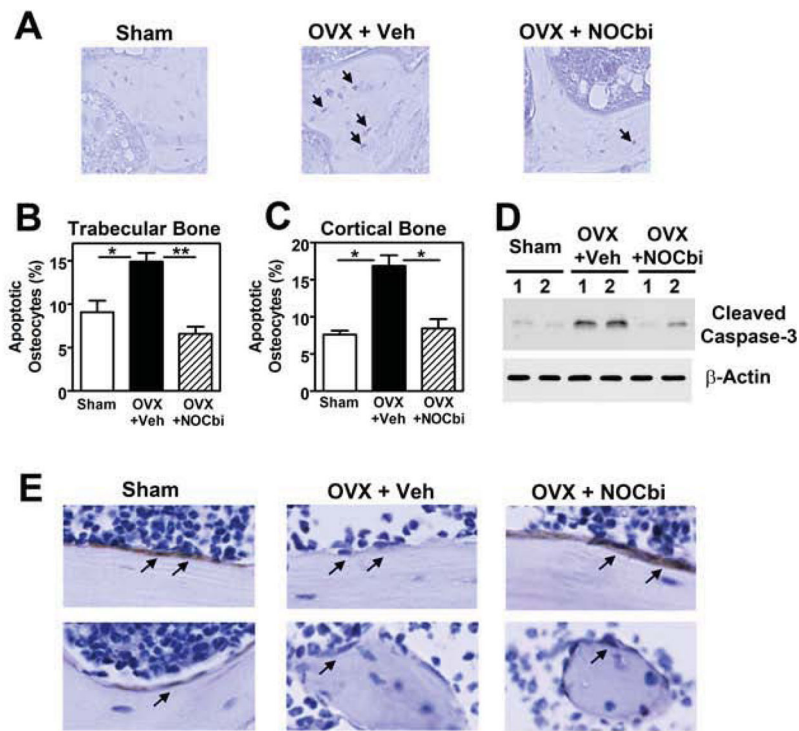 A
Sham
OVX + Veh
OVX + NOCbi
B
Trabecular Bone
Apoptotic
Osteocytes (%)
15
10
5
0
*
**
Sham
OVX
+Veh
OVX
+NOCbi
C
Cortical Bone
Apoptotic
Osteocytes (%)
20
15
10
5
0
*
*
Sham
OVX
+Veh
OVX
+NOCbi
D
Sham
OVX
+Veh
OVX
+NOCbi
1 2 1 2 1 2
Cleaved
Caspase-3
β-Actin
E
Sham
OVX + Veh
OVX + NOCbi